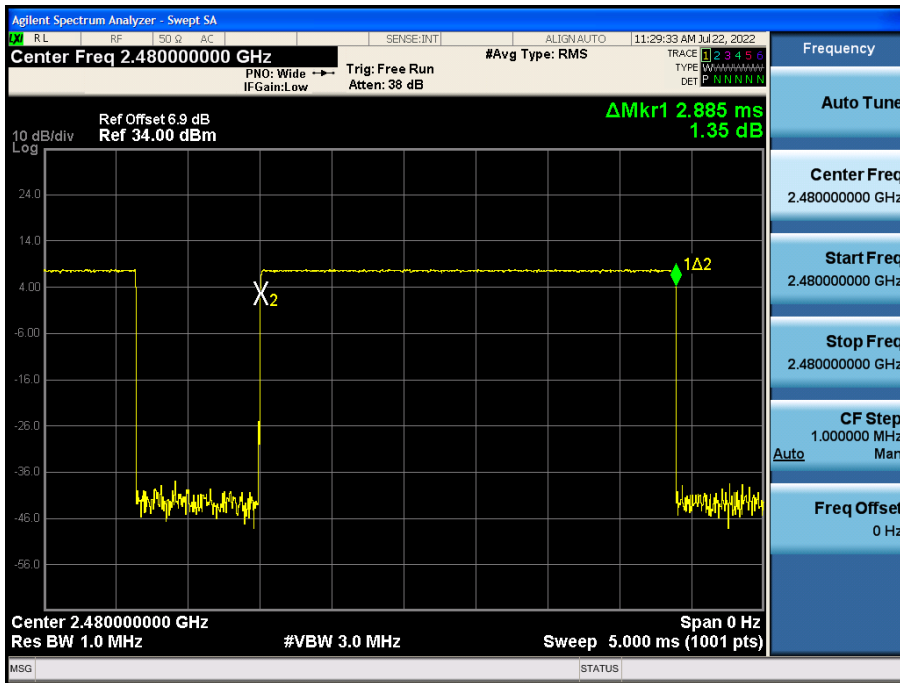 Agilent Spectrum Analyzer - Swept SA
LXI RL RF 50 Ω AC SENSE:INT ALIGN AUTO 11:29:33 AM Jul 22, 2022
Center Freq 2.480000000 GHz
PNO: Wide
IFGain:Low
Trig: Free Run
Atten: 38 dB
#Avg Type: RMS
TRACE 1 2 3 4 5 6
TYPE
DET P N N N N N
Ref Offset 6.9 dB
10 dB/div Ref 34.00 dBm
Log
ΔMkr1 2.885 ms
1.35 dB
24.0
14.0
4.00
-6.00
-16.0
-26.0
-36.0
-46.0
-56.0
1Δ2
X2
Center 2.480000000 GHz Span 0 Hz
Res BW 1.0 MHz #VBW 3.0 MHz Sweep 5.000 ms (1001 pts)
MSG STATUS
Frequency
Auto Tune
Center Freq
2.480000000 GHz
Start Freq
2.480000000 GHz
Stop Freq
2.480000000 GHz
CF Step
1.000000 MHz
Auto Man
Freq Offset
0 Hz